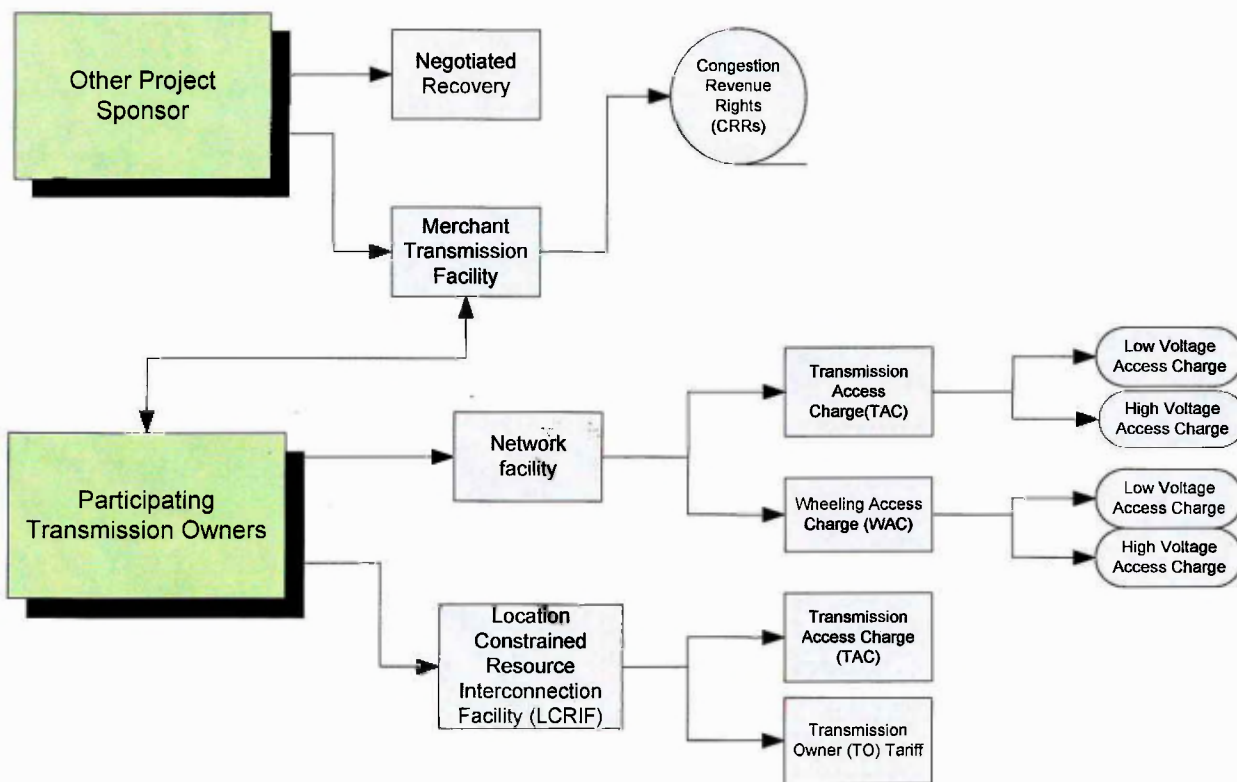 Other Project
Sponsor
Negotiated
Recovery
Congestion
Revenue
Rights
(CRRs)
Merchant
Transmission
Facility
Participating
Transmission Owners
Network
facility
Transmission
Access
Charge(TAC)
Low Voltage
Access Charge
High Voltage
Access Charge
Wheeling Access
Charge (WAC)
Low Voltage
Access Charge
High Voltage
Access Charge
Location
Constrained
Resource
Interconnection
Facility (LCRIF)
Transmission
Access Charge
(TAC)
Transmission
Owner (TO) Tariff